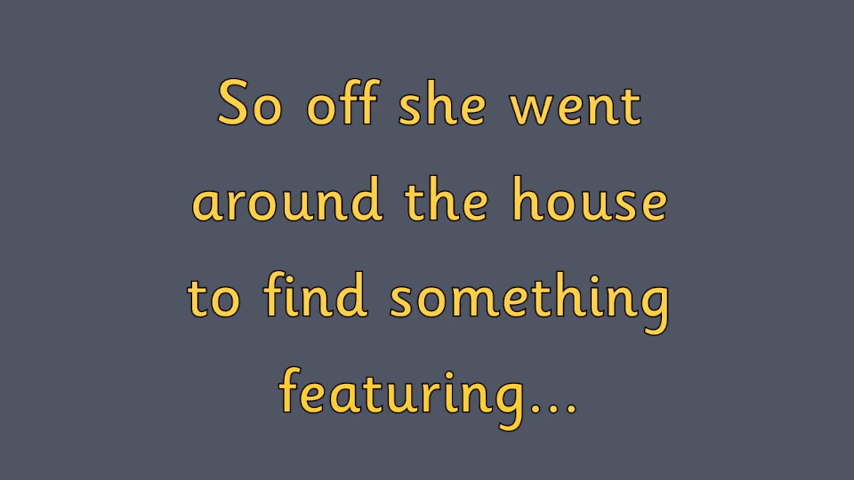 So off she went
around the house
to find something
featuring...